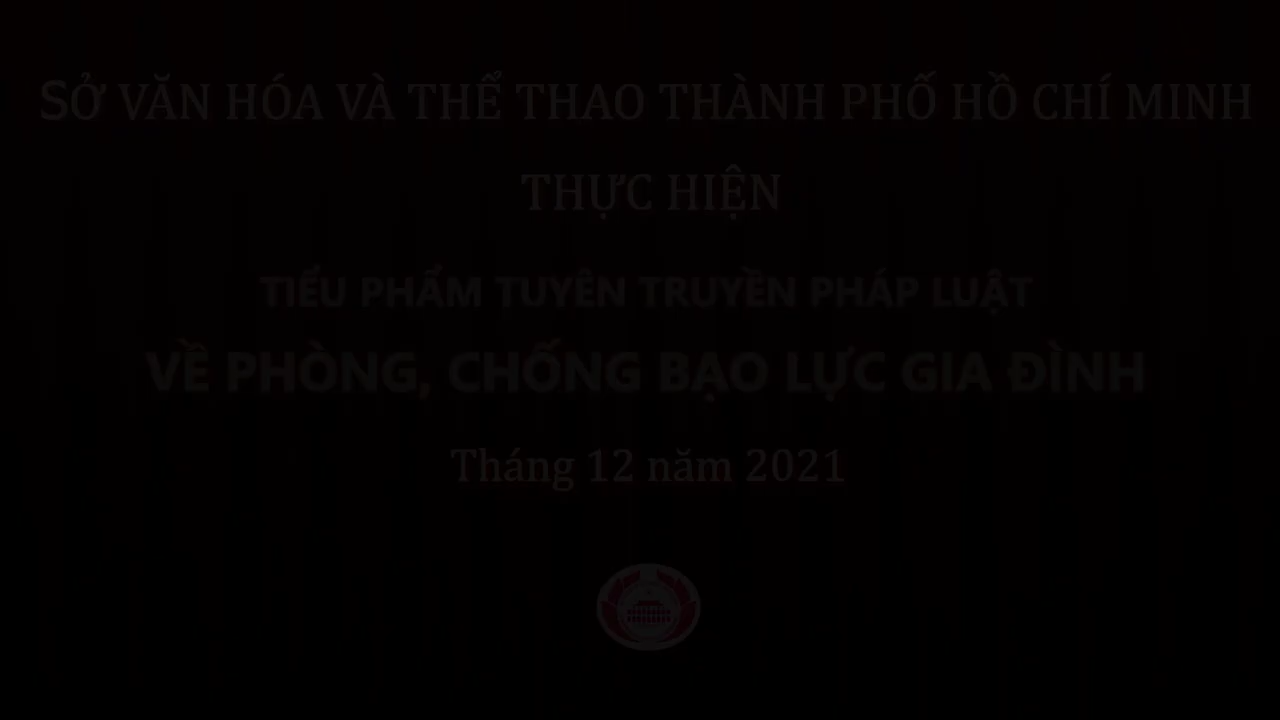 SỞ VĂN HÓA VÀ THỂ THAO THÀNH PHỐ HỒ CHÍ MINH
THỰC HIỆN
TIỂU PHẨM TUYÊN TRUYỀN PHÁP LUẬT
VỀ PHÒNG, CHỐNG BẠO LỰC GIA ĐÌNH
Tháng 12 năm 2021